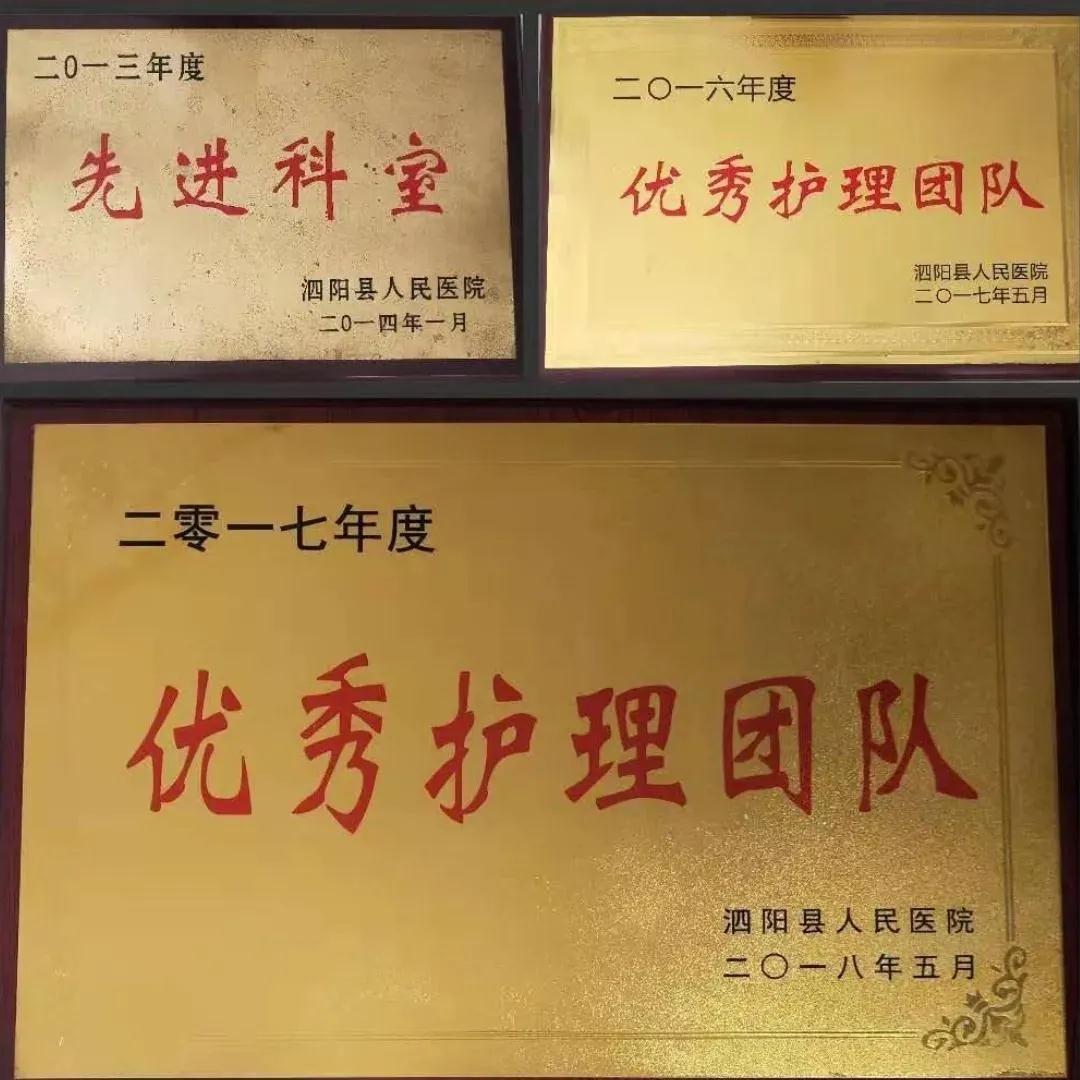 二0一三年度
先进科室
泗阳县人民医院
二0一四年一月
二〇一六年度
优秀护理团队
泗阳县人民医院
二〇一七年五月
二零一七年度
优秀护理团队
泗阳县人民医院
二〇一八年五月